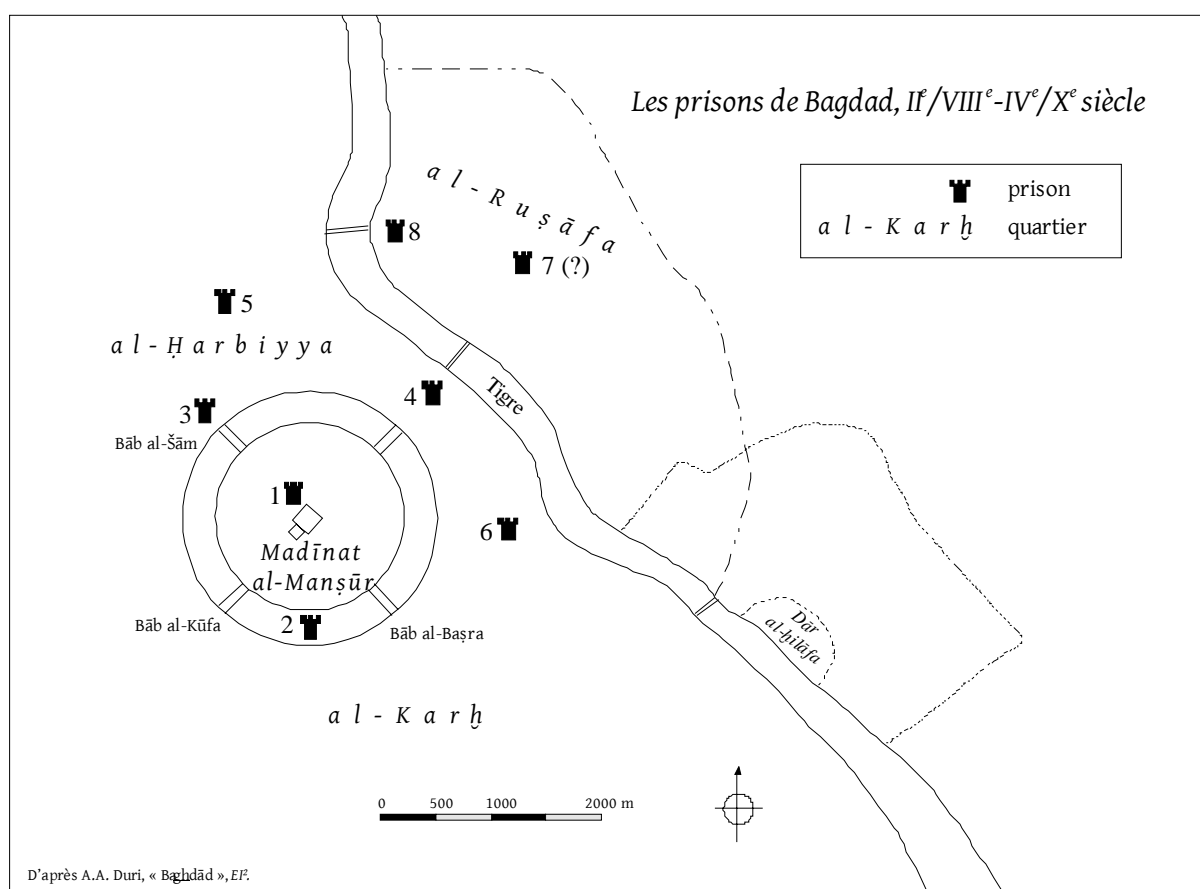 Les prisons de Bagdad, IIᵉ/VIIIᵉ-IVᵉ/Xᵉ siècle
prison
al-Karḫ quartier
al-Ruṣāfa
8
7 (?)
5
al-Ḥarbiyya
4
Tigre
3
Bāb al-Šām
1
6
Madīnat
al-Manṣūr
Bāb al-Kūfa
2
Bāb al-Baṣra
Dār
al-ḫilāfa
al-Karḫ
0 500 1000 2000 m
D'après A.A. Duri, « Baghdād », EI².